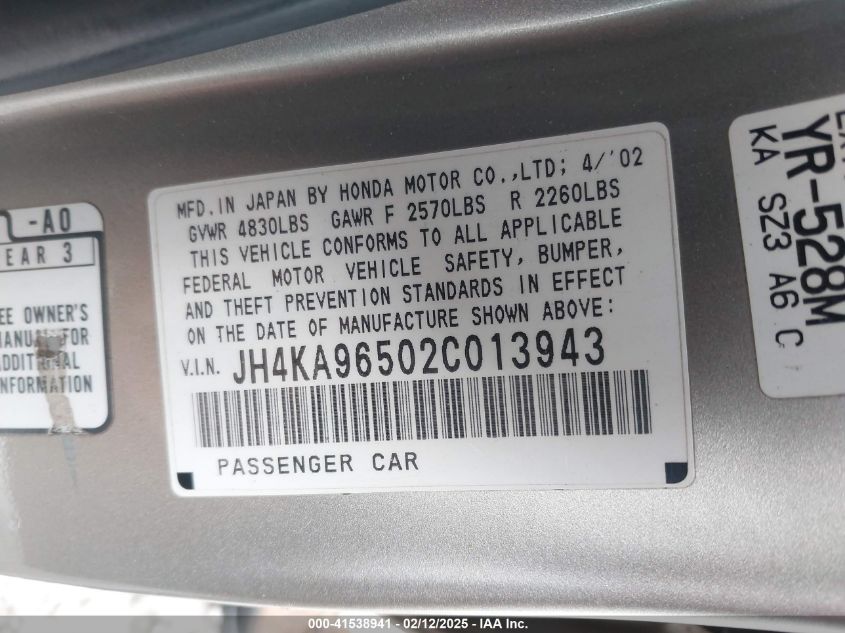 -A0
EAR 3
EE OWNER'S
MANUAL FOR
ADDITIONAL
INFORMATION
MFD. IN JAPAN BY HONDA MOTOR CO.,LTD; 4/'02
GVWR 4830LBS GAWR F 2570LBS R 2260LBS
THIS VEHICLE CONFORMS TO ALL APPLICABLE
FEDERAL MOTOR VEHICLE SAFETY, BUMPER,
AND THEFT PREVENTION STANDARDS IN EFFECT
ON THE DATE OF MANUFACTURE SHOWN ABOVE:
V.I.N. JH4KA96502C013943
PASSENGER CAR
YR-528M
KA SZ3 A6 C
000-41538941 - 02/12/2025 - IAA Inc.